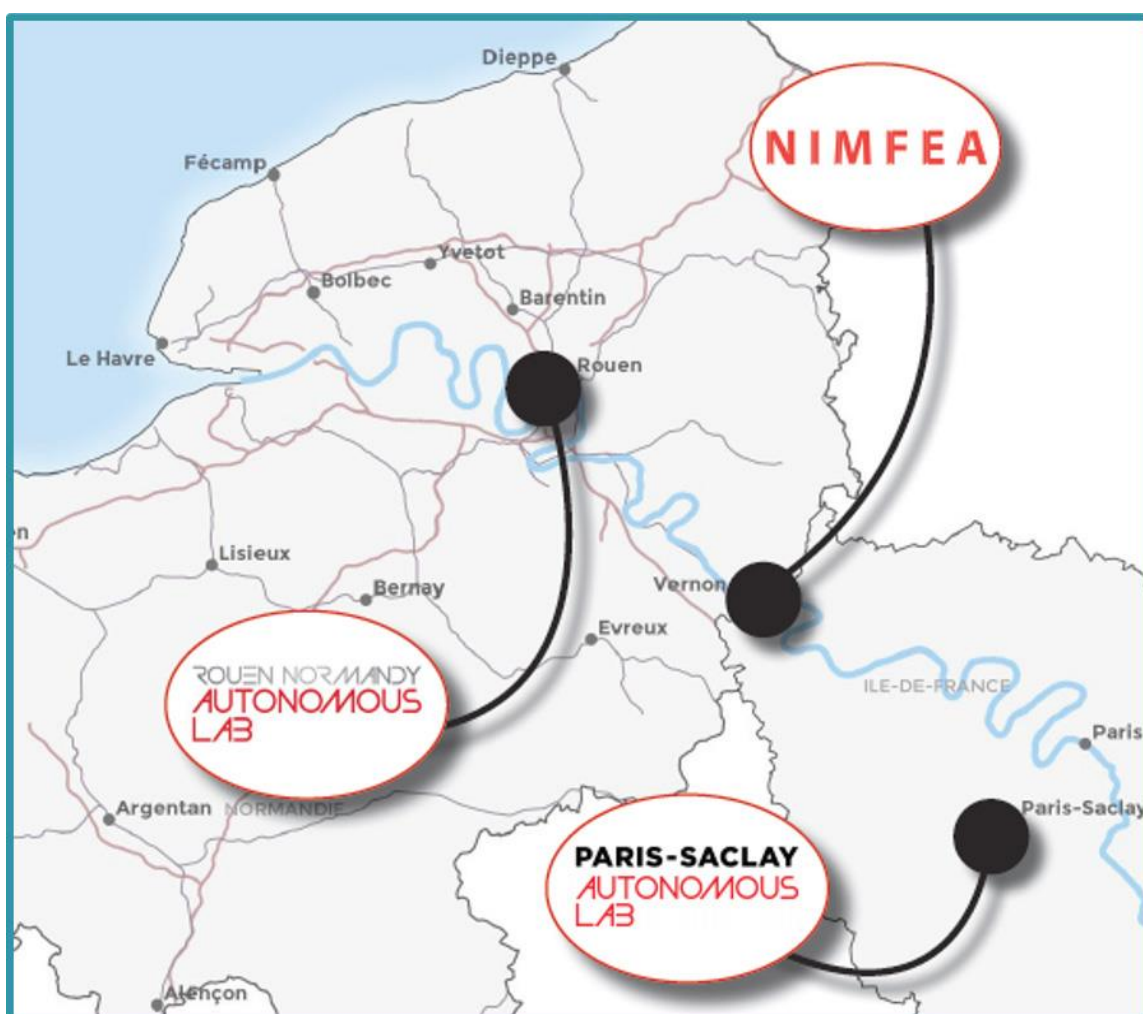 Dieppe
NIMFEA
Fécamp
Yvetot
Bolbec
Barentin
Le Havre
Rouen
en
Lisieux
Vernon
Bernay
Evreux
ROUEN NORMANDY
AUTONOMOUS
LAB
ILE-DE-FRANCE
Paris
Argentan
NORMANDIE
Paris-Saclay
PARIS-SACLAY
AUTONOMOUS
LAB
Alençon